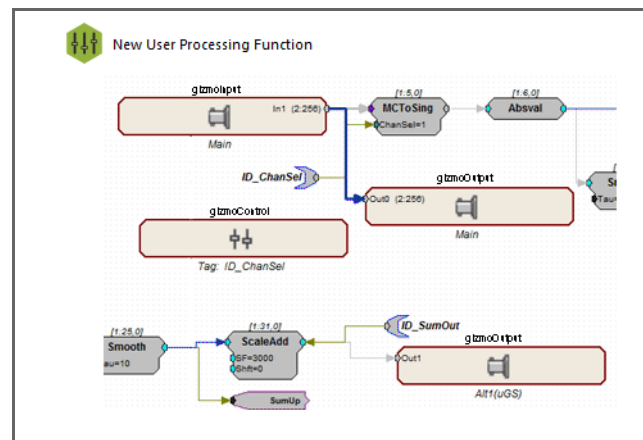 New User Processing Function
gizmoInput
[1:5,0]
[1:6,0]
In1 (2:256)
MCToSing
Absval
ChanSel=1
Main
ID_ChanSel
gizmoOutput
Out0 (2:256)
Tau=
gizmoControl
Main
Tag: ID_ChanSel
[1:25,0]
[1:31,0]
ID_SumOut
Smooth
ScaleAdd
gizmoOutput
SF=3000
Out1
au=10
Shft=0
SumUp
Alt1(uGS)